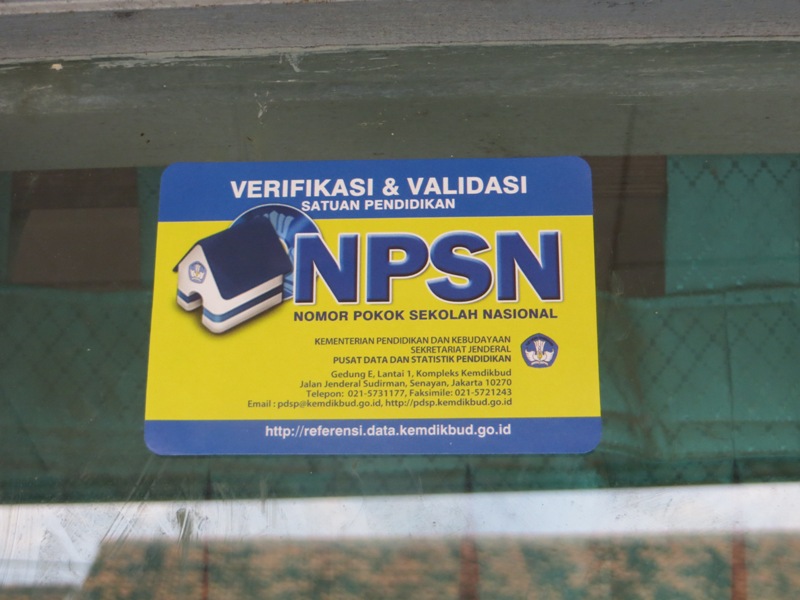 VERIFIKASI & VALIDASI
SATUAN PENDIDIKAN
NPSN
NOMOR POKOK SEKOLAH NASIONAL
KEMENTERIAN PENDIDIKAN DAN KEBUDAYAAN
SEKRETARIAT JENDERAL
PUSAT DATA DAN STATISTIK PENDIDIKAN
Gedung E, Lantai 1, Kompleks Kemdikbud
Jalan Jenderal Sudirman, Senayan, Jakarta 10270
Telepon: 021-5731177, Faksimile: 021-5721243
Email : pdsp@kemdikbud.go.id, http://pdsp.kemdikbud.go.id
http://referensi.data.kemdikbud.go.id